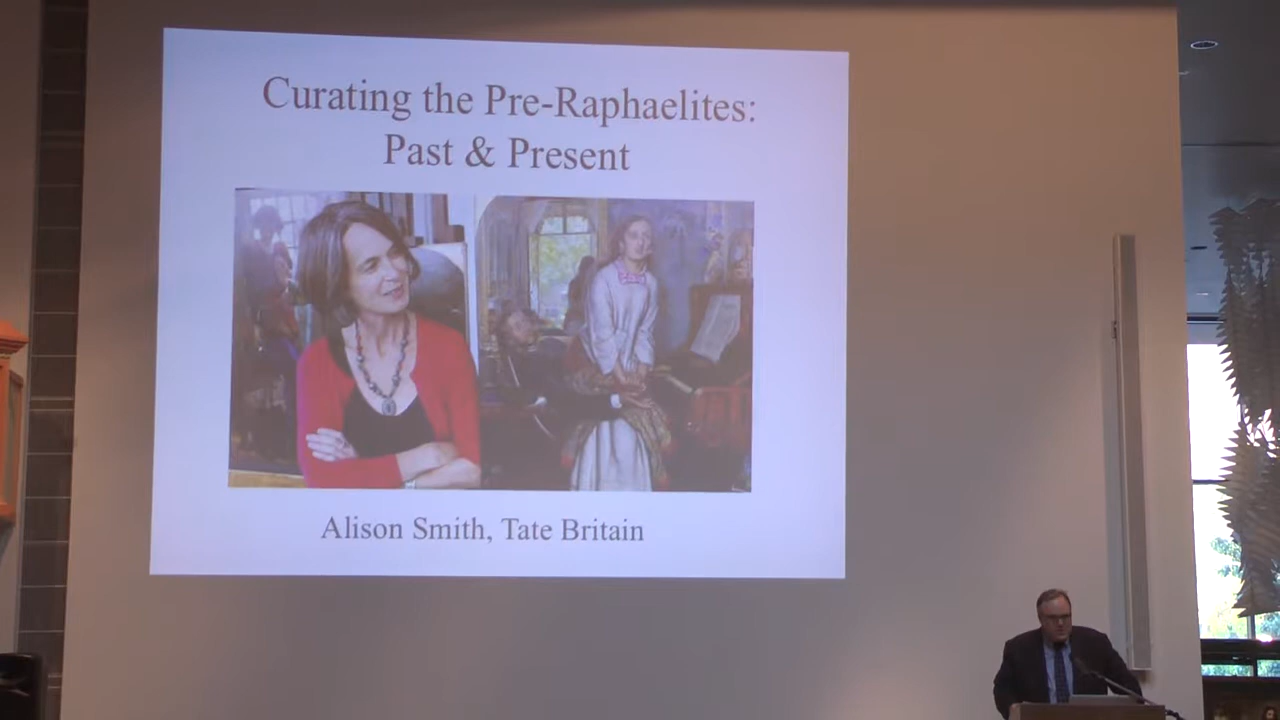 Curating the Pre-Raphaelites:
Past & Present
Alison Smith, Tate Britain